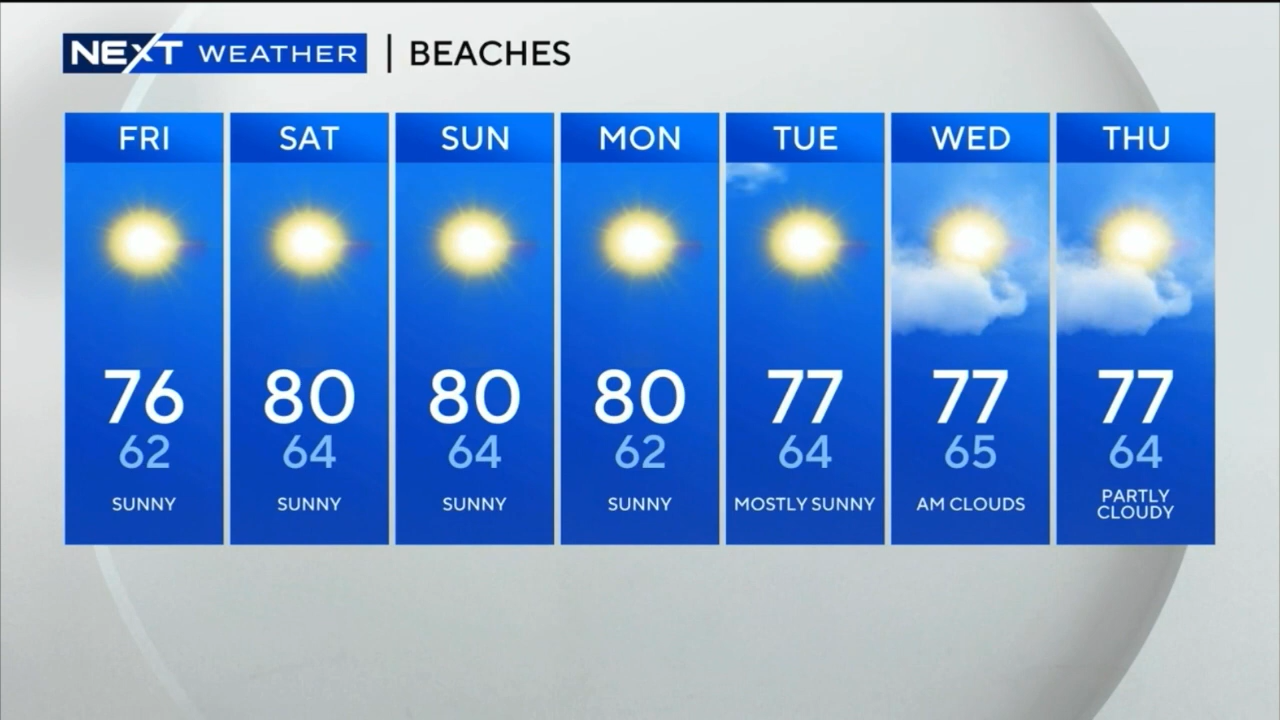 NEXT WEATHER | BEACHES
FRI SAT SUN MON TUE WED THU
76 80 80 80 77 77 77
62 64 64 62 64 65 64
SUNNY SUNNY SUNNY SUNNY MOSTLY SUNNY AM CLOUDS PARTLY
CLOUDY